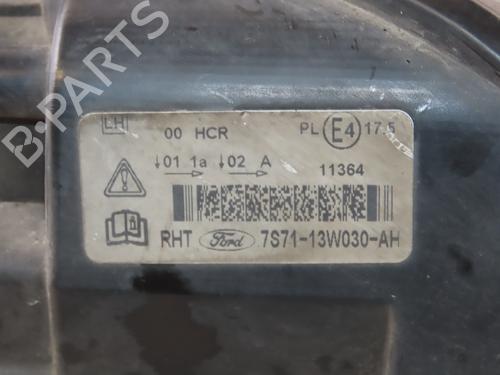 B-PARTS
LH 00 HCR PL E4 17.5
↓01 1a ↓02 A 11364
RHT Ford 7S71-13W030-AH